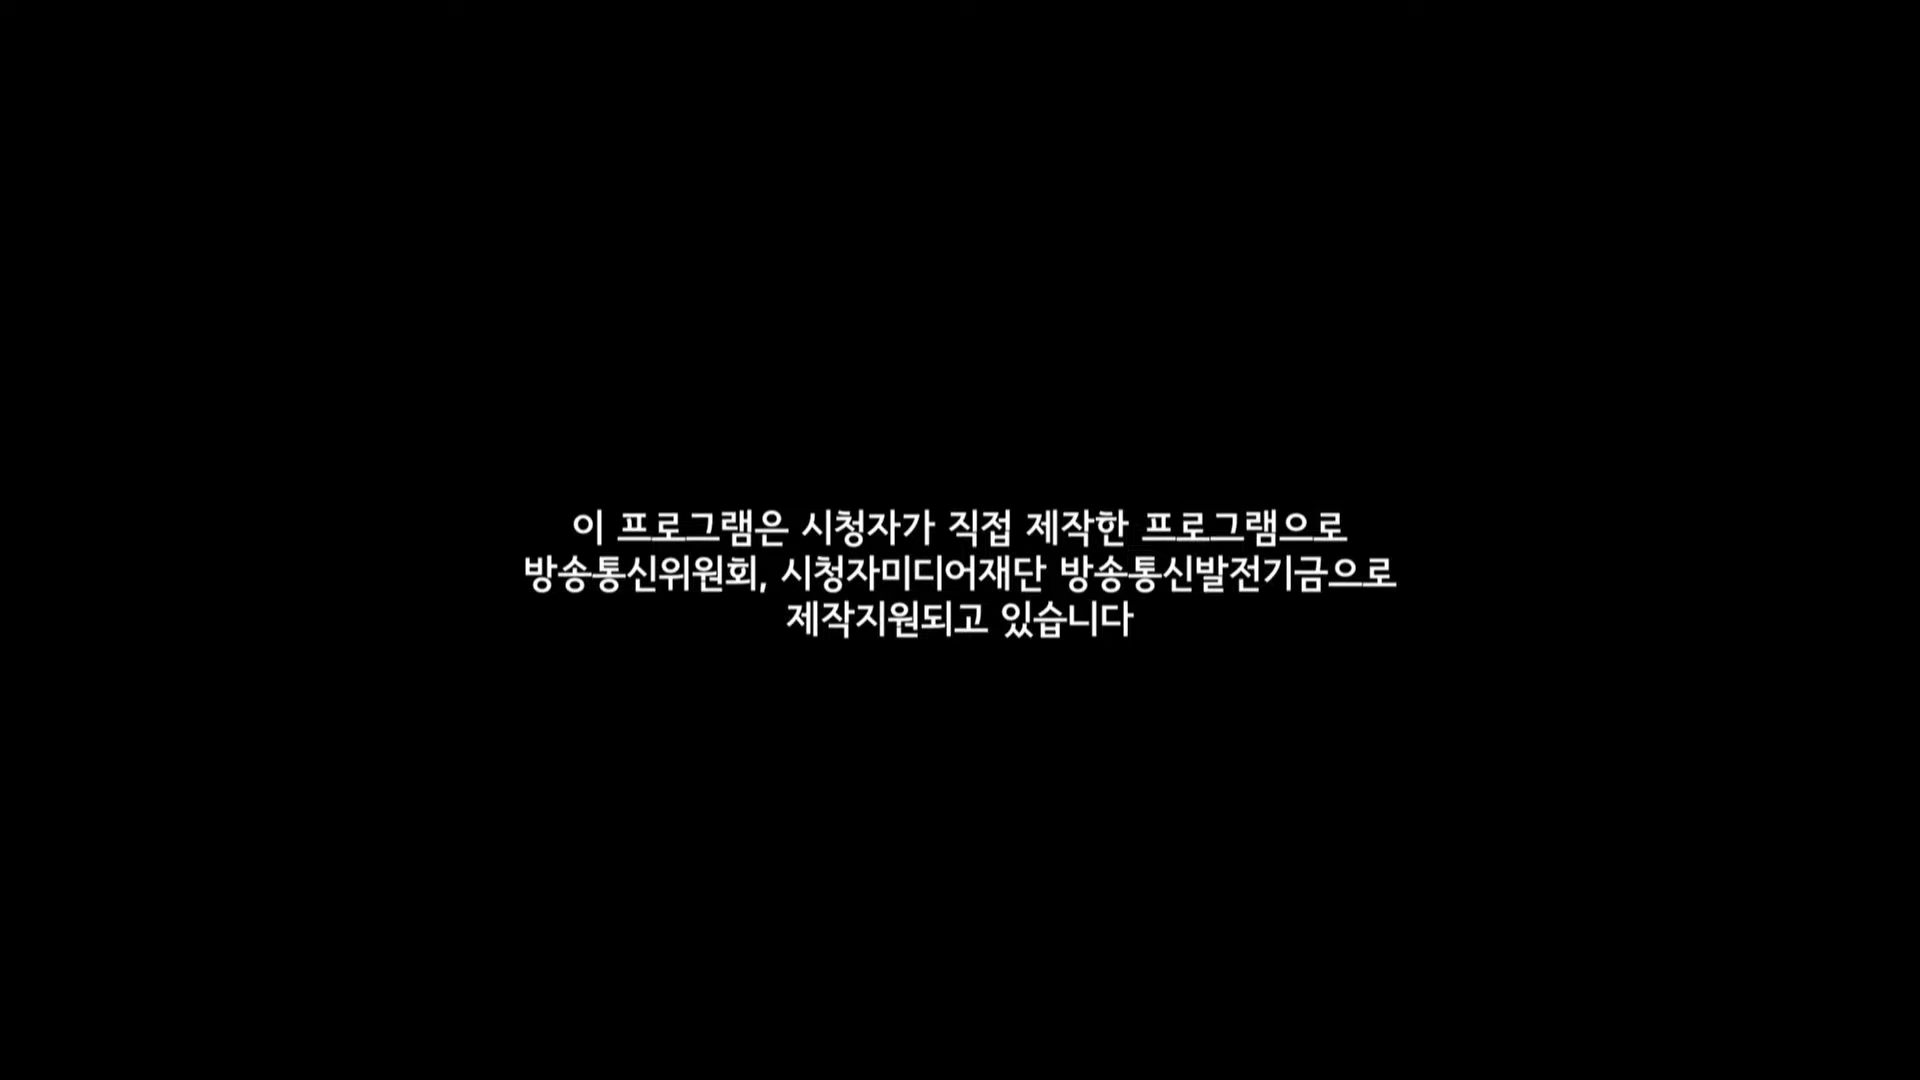 이 프로그램은 시청자가 직접 제작한 프로그램으로
방송통신위원회, 시청자미디어재단 방송통신발전기금으로
제작지원되고 있습니다